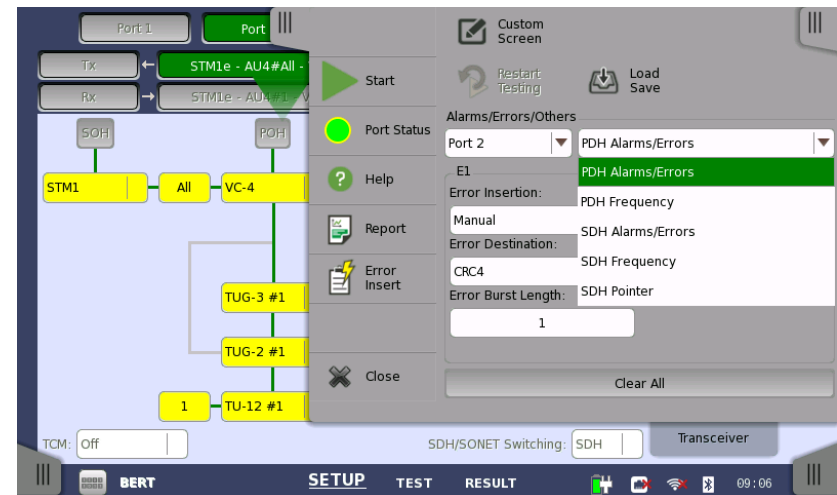 Port 1
Port
Tx
STM1e - AU4#All -
Rx
STM1e - AU4#1 - V
SOH
POH
STM1
All
VC-4
TUG-3 #1
TUG-2 #1
1
TU-12 #1
TCM:
Off
SDH/SONET Switching:
SDH
Transceiver
Start
Port Status
Help
Report
Error
Insert
Close
Custom
Screen
Restart
Testing
Load
Save
Alarms/Errors/Others
Port 2
PDH Alarms/Errors
PDH Alarms/Errors
PDH Frequency
SDH Alarms/Errors
SDH Frequency
SDH Pointer
E1
Error Insertion:
Manual
Error Destination:
CRC4
Error Burst Length:
1
Clear All
BERT
SETUP
TEST
RESULT
09:06